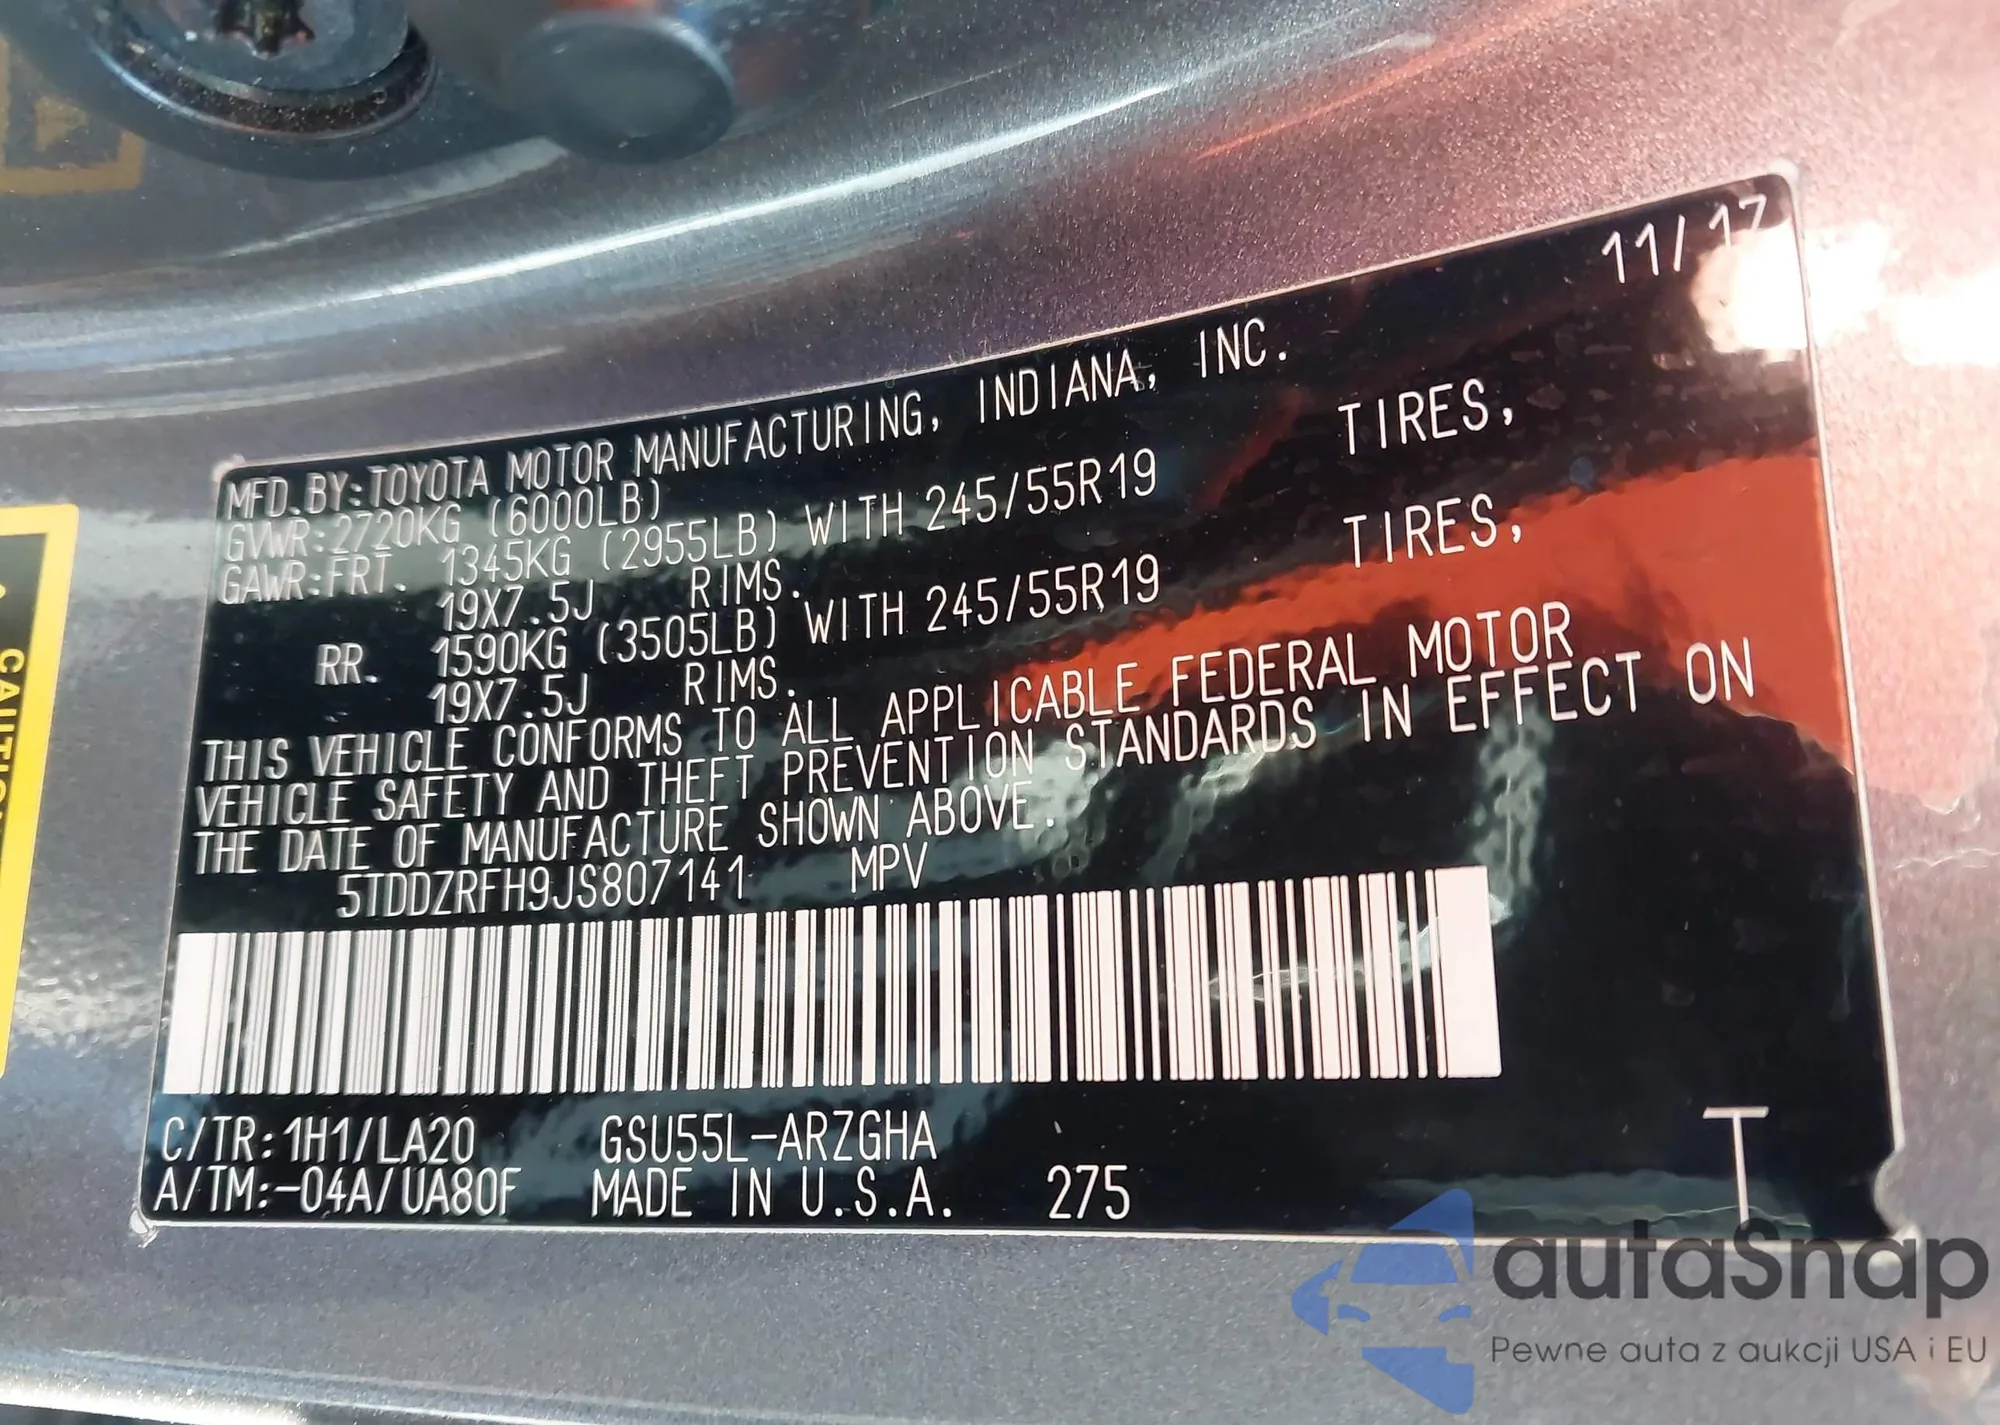 11/17
MFD.BY:TOYOTA MOTOR MANUFACTURING, INDIANA, INC.
GVWR:2720KG (6000LB)
GAWR:FRT. 1345KG (2955LB) WITH 245/55R19 TIRES,
19X7.5J RIMS.
RR. 1590KG (3505LB) WITH 245/55R19 TIRES,
19X7.5J RIMS.
THIS VEHICLE CONFORMS TO ALL APPLICABLE FEDERAL MOTOR
VEHICLE SAFETY AND THEFT PREVENTION STANDARDS IN EFFECT ON
THE DATE OF MANUFACTURE SHOWN ABOVE.
5TDDZRFH9JS807141 MPV
C/TR:1H1/LA20 GSU55L-ARZGHA
A/TM:-04A/UA80F MADE IN U.S.A. 275
T
CAUTION
autaSnap
Pewne auta z aukcji USA i EU